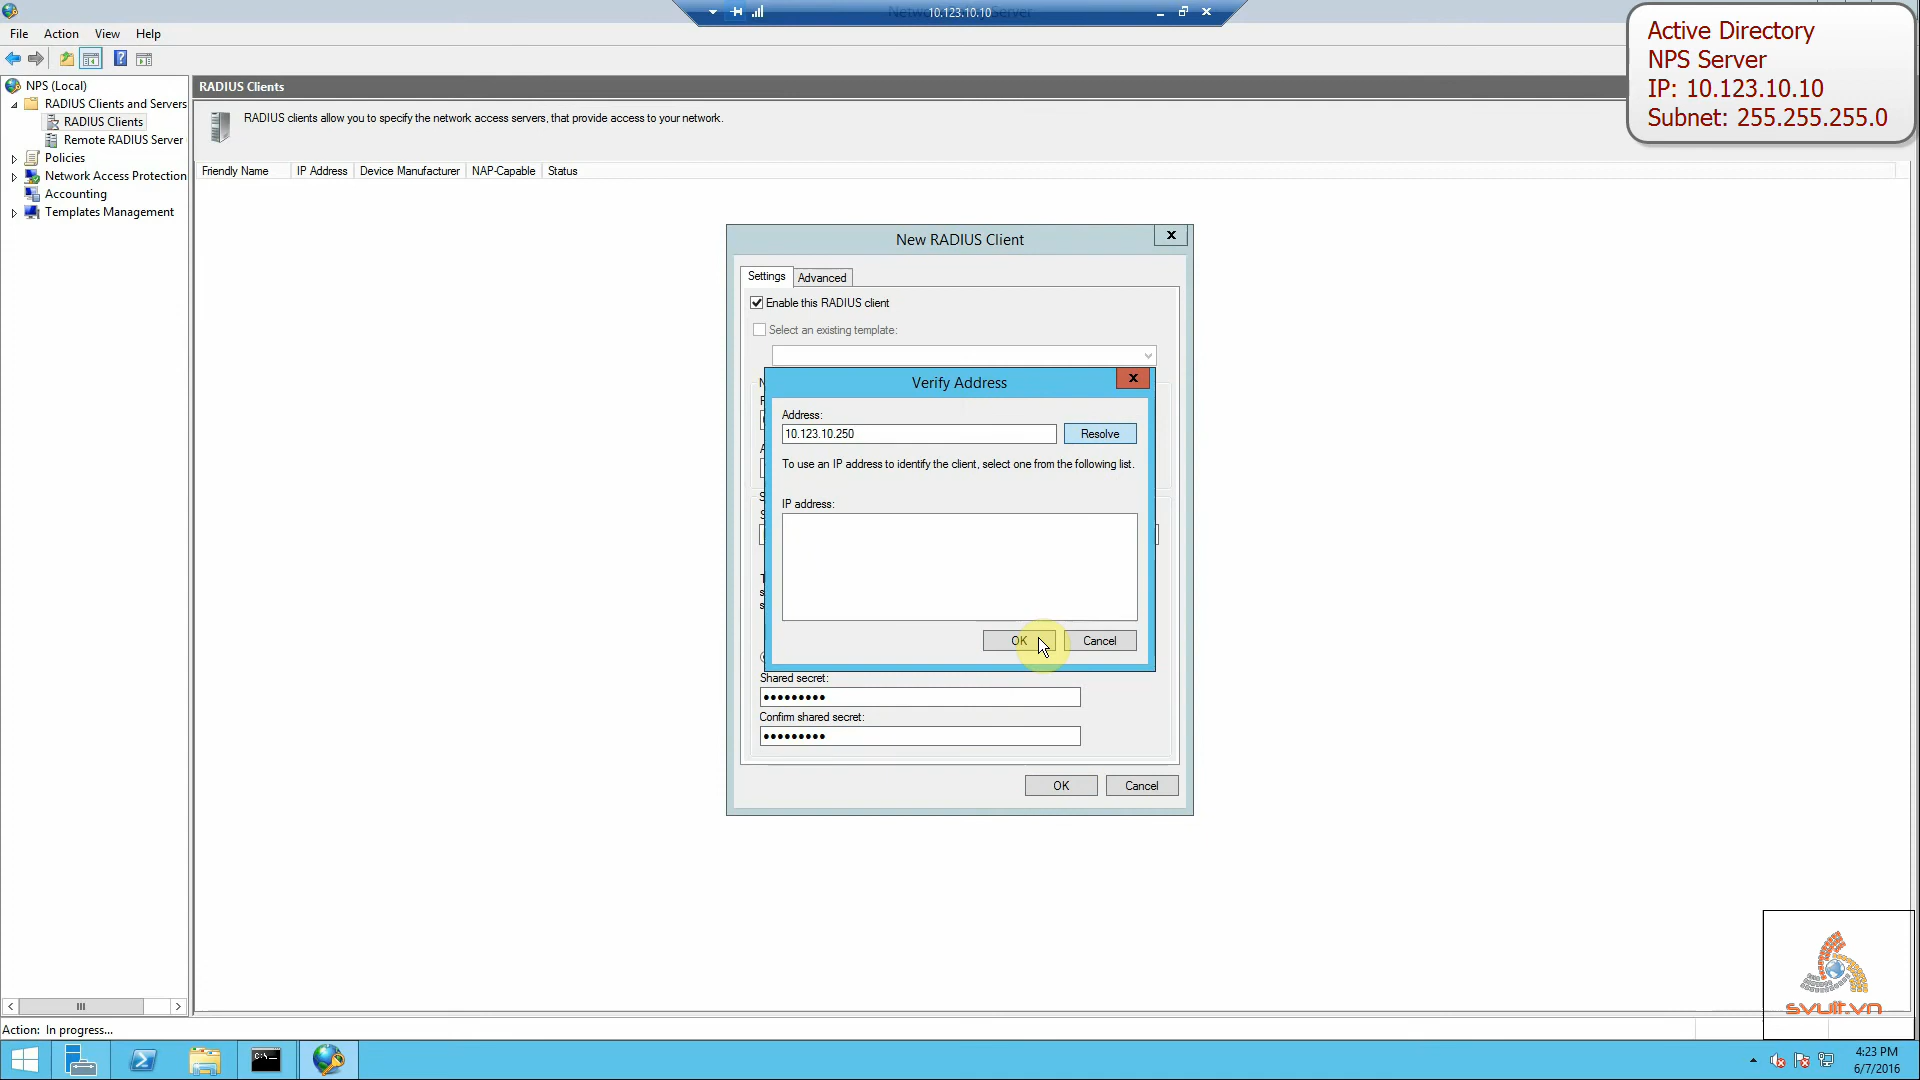 10.123.10.10
File Action View Help
Active Directory
NPS Server
IP: 10.123.10.10
Subnet: 255.255.255.0
NPS (Local)
RADIUS Clients and Servers
RADIUS Clients
Remote RADIUS Server
Policies
Network Access Protection
Accounting
Templates Management
RADIUS Clients
RADIUS clients allow you to specify the network access servers, that provide access to your network.
Friendly Name IP Address Device Manufacturer NAP-Capable Status
New RADIUS Client
Settings Advanced
Enable this RADIUS client
Select an existing template:
Verify Address
Address:
10.123.10.250 Resolve
To use an IP address to identify the client, select one from the following list.
IP address:
OK Cancel
Shared secret:
Confirm shared secret:
OK Cancel
svuit.vn
Action: In progress...
4:23 PM
6/7/2016